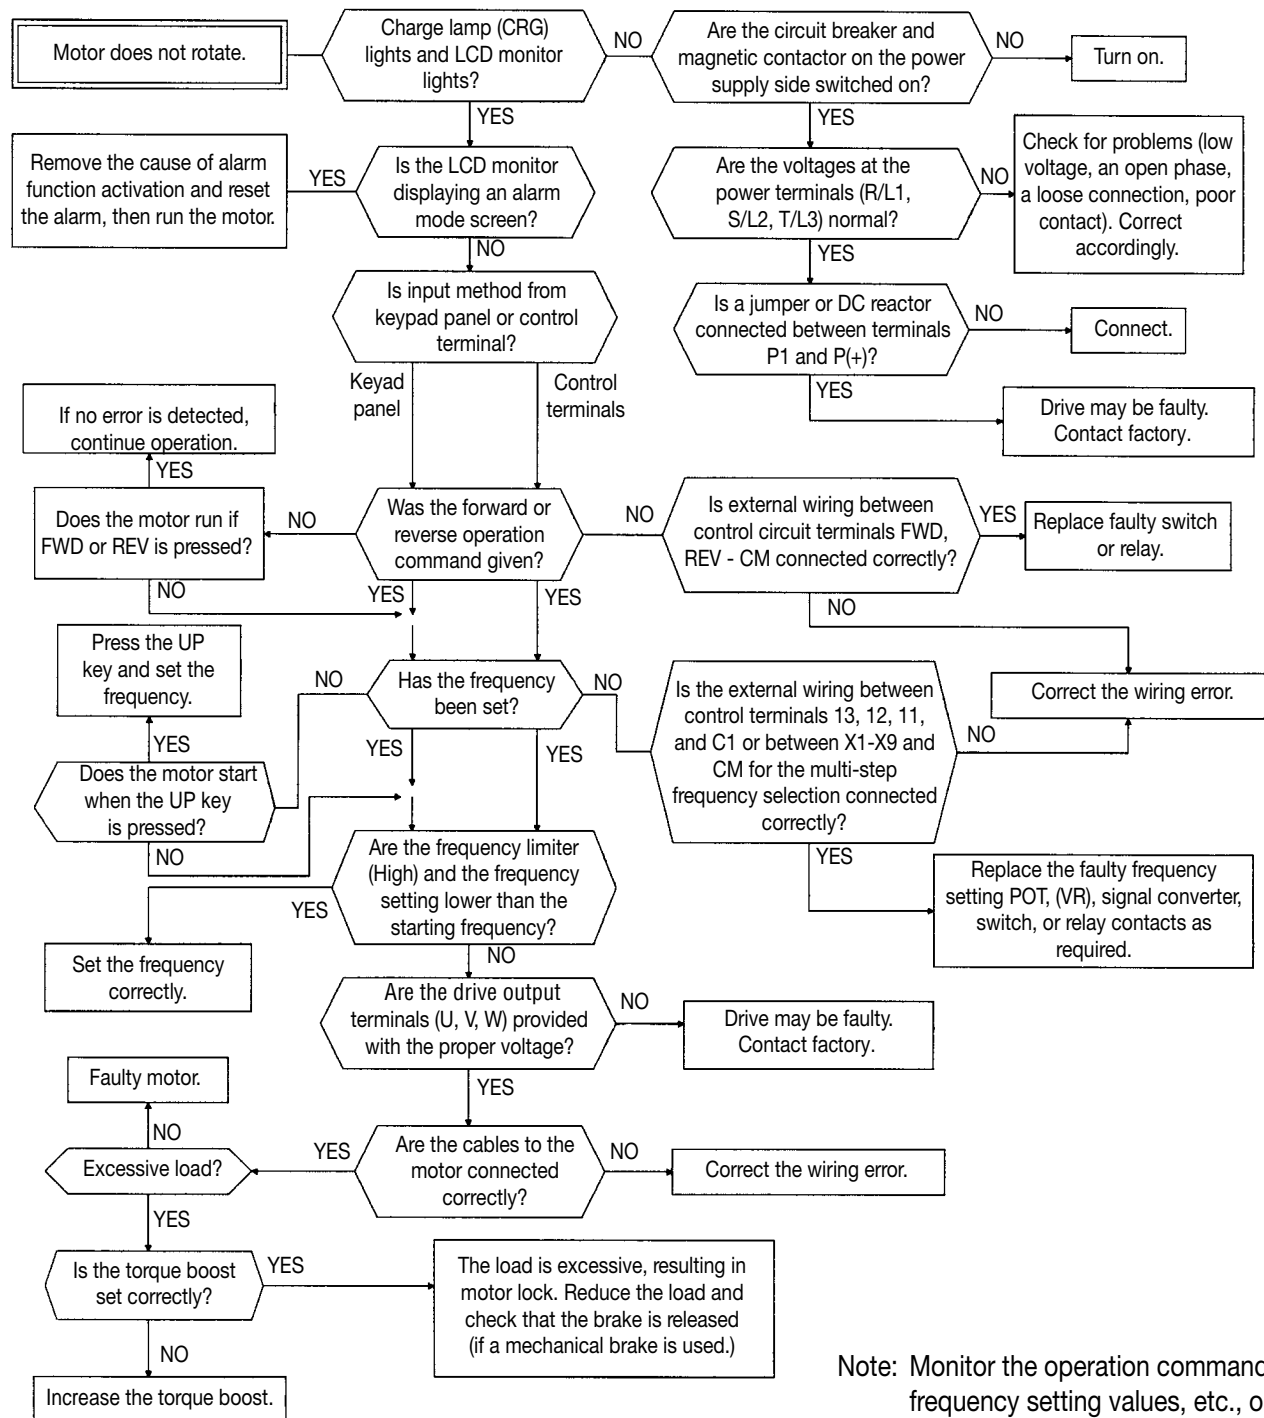 Motor does not rotate.
Charge lamp (CRG)
lights and LCD monitor
lights?
NO
Are the circuit breaker and
magnetic contactor on the power
supply side switched on?
NO
Turn on.
YES
YES
Remove the cause of alarm
function activation and reset
the alarm, then run the motor.
YES
Is the LCD monitor
displaying an alarm
mode screen?
Are the voltages at the
power terminals (R/L1,
S/L2, T/L3) normal?
NO
Check for problems (low
voltage, an open phase,
a loose connection, poor
contact). Correct
accordingly.
NO
YES
Is input method from
keypad panel or control
terminal?
Is a jumper or DC reactor
connected between terminals
P1 and P(+)?
NO
Connect.
Keyad
panel
Control
terminals
YES
Drive may be faulty.
Contact factory.
If no error is detected,
continue operation.
YES
Does the motor run if
FWD or REV is pressed?
NO
Was the forward or
reverse operation
command given?
NO
Is external wiring between
control circuit terminals FWD,
REV - CM connected correctly?
YES
Replace faulty switch
or relay.
NO
YES
YES
NO
Press the UP
key and set the
frequency.
NO
Has the frequency
been set?
NO
Is the external wiring between
control terminals 13, 12, 11,
and C1 or between X1-X9 and
CM for the multi-step
frequency selection connected
correctly?
NO
Correct the wiring error.
YES
YES
YES
Does the motor start
when the UP key
is pressed?
NO
Are the frequency limiter
(High) and the frequency
setting lower than the
starting frequency?
YES
YES
Replace the faulty frequency
setting POT, (VR), signal converter,
switch, or relay contacts as
required.
Set the frequency
correctly.
NO
Are the drive output
terminals (U, V, W) provided
with the proper voltage?
NO
Drive may be faulty.
Contact factory.
Faulty motor.
YES
NO
Excessive load?
YES
Are the cables to the
motor connected
correctly?
NO
Correct the wiring error.
YES
Is the torque boost
set correctly?
YES
The load is excessive, resulting in
motor lock. Reduce the load and
check that the brake is released
(if a mechanical brake is used.)
NO
Increase the torque boost.
Note: Monitor the operation command
frequency setting values, etc., o